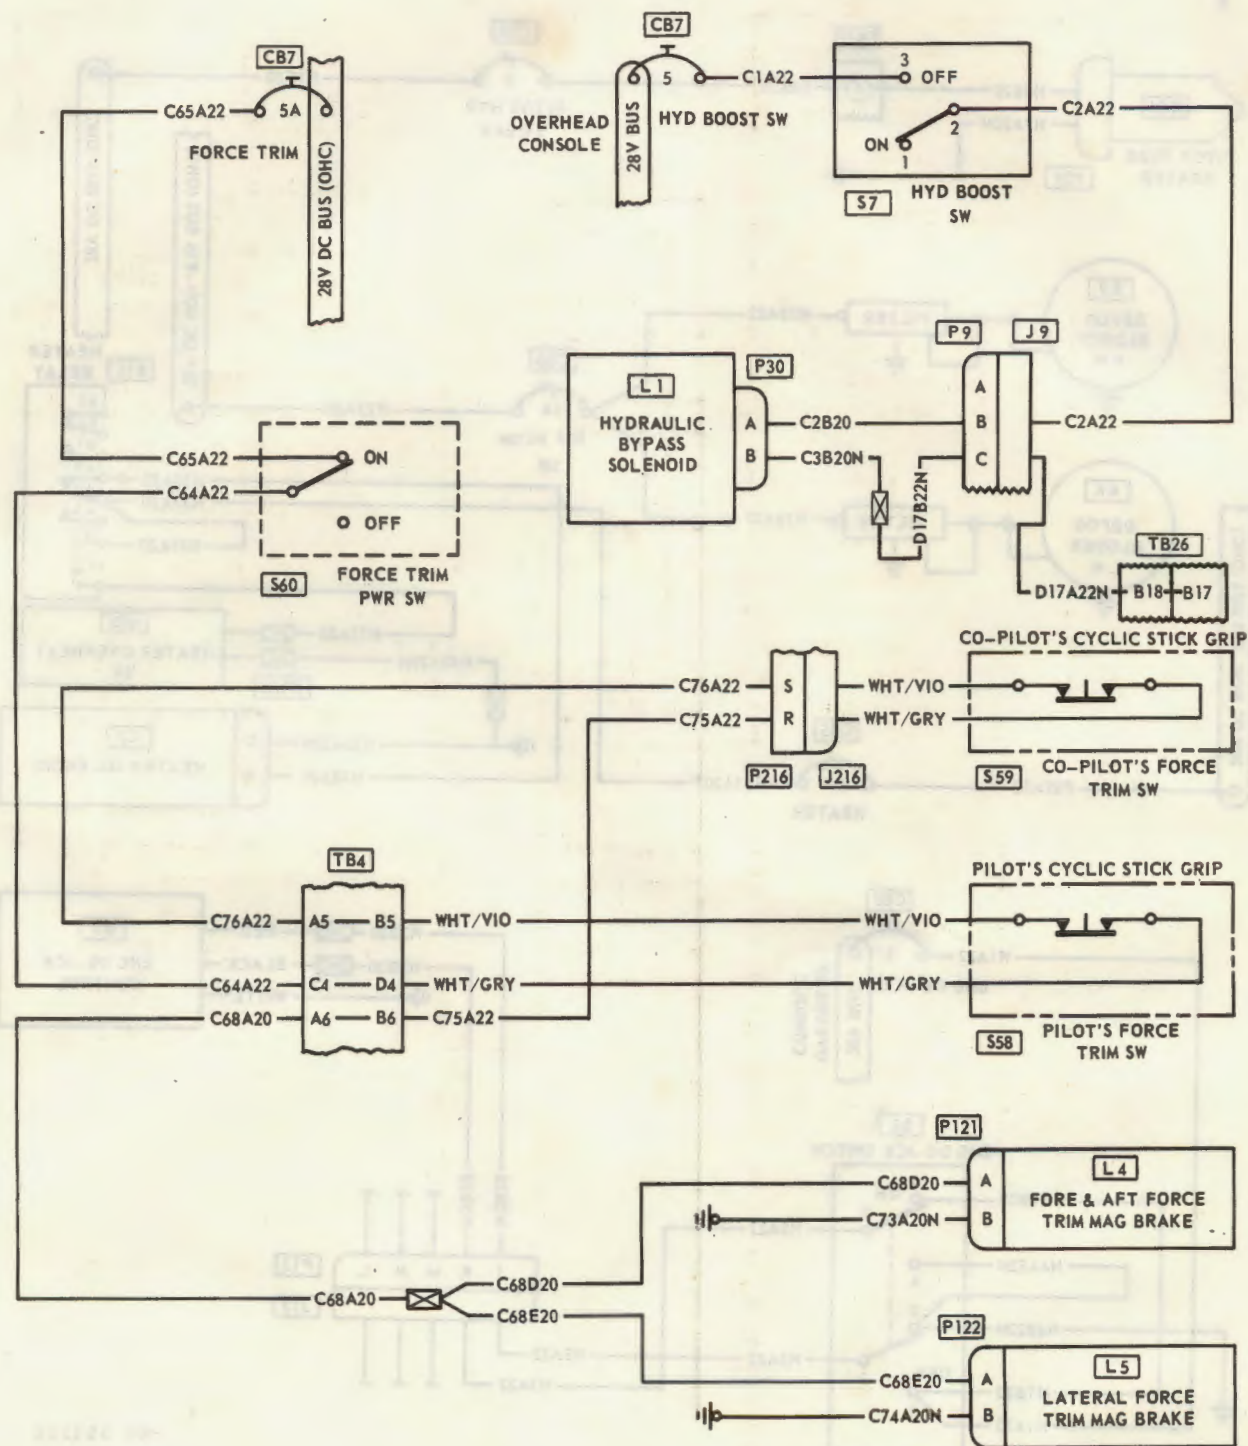 CB7
C65A22
5A
FORCE TRIM
28V DC BUS (OHC)
CB7
5
C1A22
OVERHEAD
CONSOLE
28V BUS
HYD BOOST SW
3
OFF
2
ON
1
C2A22
S7
HYD BOOST
SW
C65A22
ON
C64A22
OFF
S60
FORCE TRIM
PWR SW
L1
HYDRAULIC
BYPASS
SOLENOID
P30
A
B
C2B20
C3B20N
D17B22N
P9
J9
A
B
C
C2A22
TB26
D17A22N
B18
B17
CO-PILOT'S CYCLIC STICK GRIP
C76A22
S
WHT/VIO
C75A22
R
WHT/GRY
P216
J216
S59
CO-PILOT'S FORCE
TRIM SW
TB4
PILOT'S CYCLIC STICK GRIP
C76A22
A5
B5
WHT/VIO
WHT/VIO
C64A22
C4
D4
WHT/GRY
WHT/GRY
C68A20
A6
B6
C75A22
S58
PILOT'S FORCE
TRIM SW
P121
C68D20
A
L4
C73A20N
B
FORE & AFT FORCE
TRIM MAG BRAKE
C68A20
C68D20
C68E20
P122
C68E20
A
L5
C74A20N
B
LATERAL FORCE
TRIM MAG BRAKE